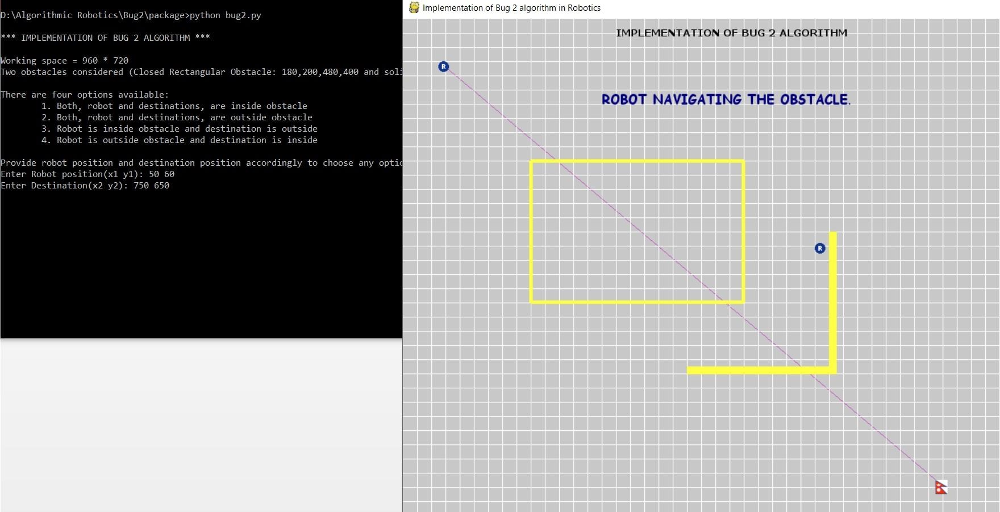 D:\Algorithmic Robotics\Bug2\package>python bug2.py
*** IMPLEMENTATION OF BUG 2 ALGORITHM ***
Working space = 960 * 720
Two obstacles considered (Closed Rectangular Obstacle: 180,200,480,400 and soli
There are four options available:
1. Both, robot and destinations, are inside obstacle
2. Both, robot and destinations, are outside obstacle
3. Robot is inside obstacle and destination is outside
4. Robot is outside obstacle and destination is inside
Provide robot position and destination position accordingly to choose any optio
Enter Robot position(x1 y1): 50 60
Enter Destination(x2 y2): 750 650
Implementation of Bug 2 algorithm in Robotics
IMPLEMENTATION OF BUG 2 ALGORITHM
R
ROBOT NAVIGATING THE OBSTACLE.
R